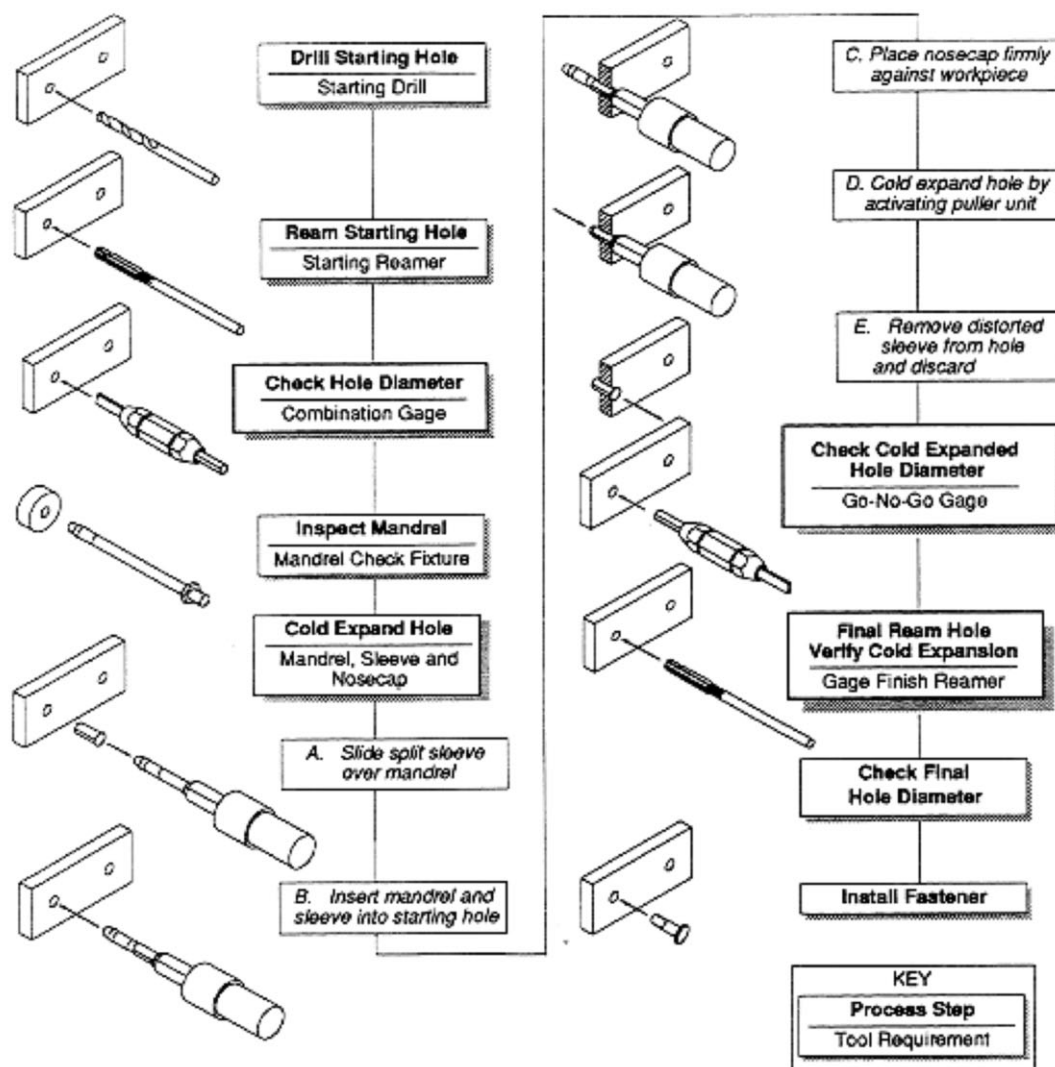 Drill Starting Hole
Starting Drill
Ream Starting Hole
Starting Reamer
Check Hole Diameter
Combination Gage
Inspect Mandrel
Mandrel Check Fixture
Cold Expand Hole
Mandrel, Sleeve and
Nosecap
A. Slide split sleeve
over mandrel
B. Insert mandrel and
sleeve into starting hole
C. Place nosecap firmly
against workpiece
D. Cold expand hole by
activating puller unit
E. Remove distorted
sleeve from hole
and discard
Check Cold Expanded
Hole Diameter
Go-No-Go Gage
Final Ream Hole
Verify Cold Expansion
Gage Finish Reamer
Check Final
Hole Diameter
Install Fastener
KEY
Process Step
Tool Requirement